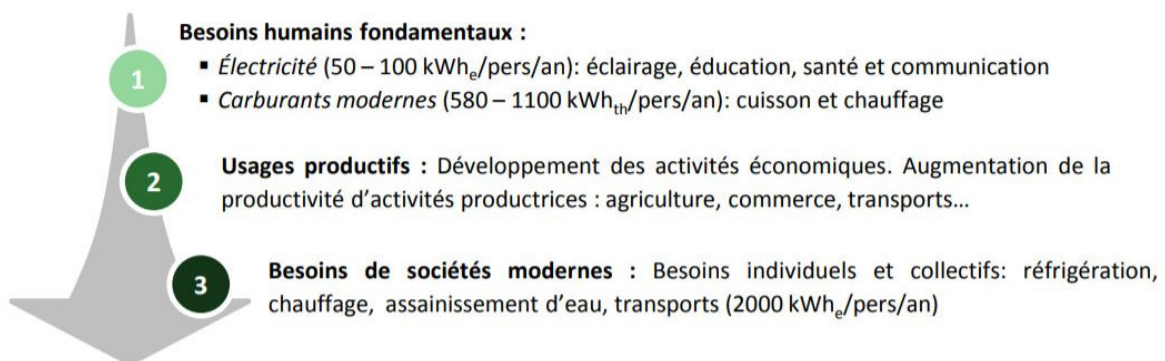 Besoins humains fondamentaux :
1
▪ Électricité (50 – 100 kWhe/pers/an): éclairage, éducation, santé et communication
▪ Carburants modernes (580 – 1100 kWhth/pers/an): cuisson et chauffage
2
Usages productifs : Développement des activités économiques. Augmentation de la
productivité d’activités productrices : agriculture, commerce, transports…
3
Besoins de sociétés modernes : Besoins individuels et collectifs: réfrigération,
chauffage, assainissement d’eau, transports (2000 kWhe/pers/an)